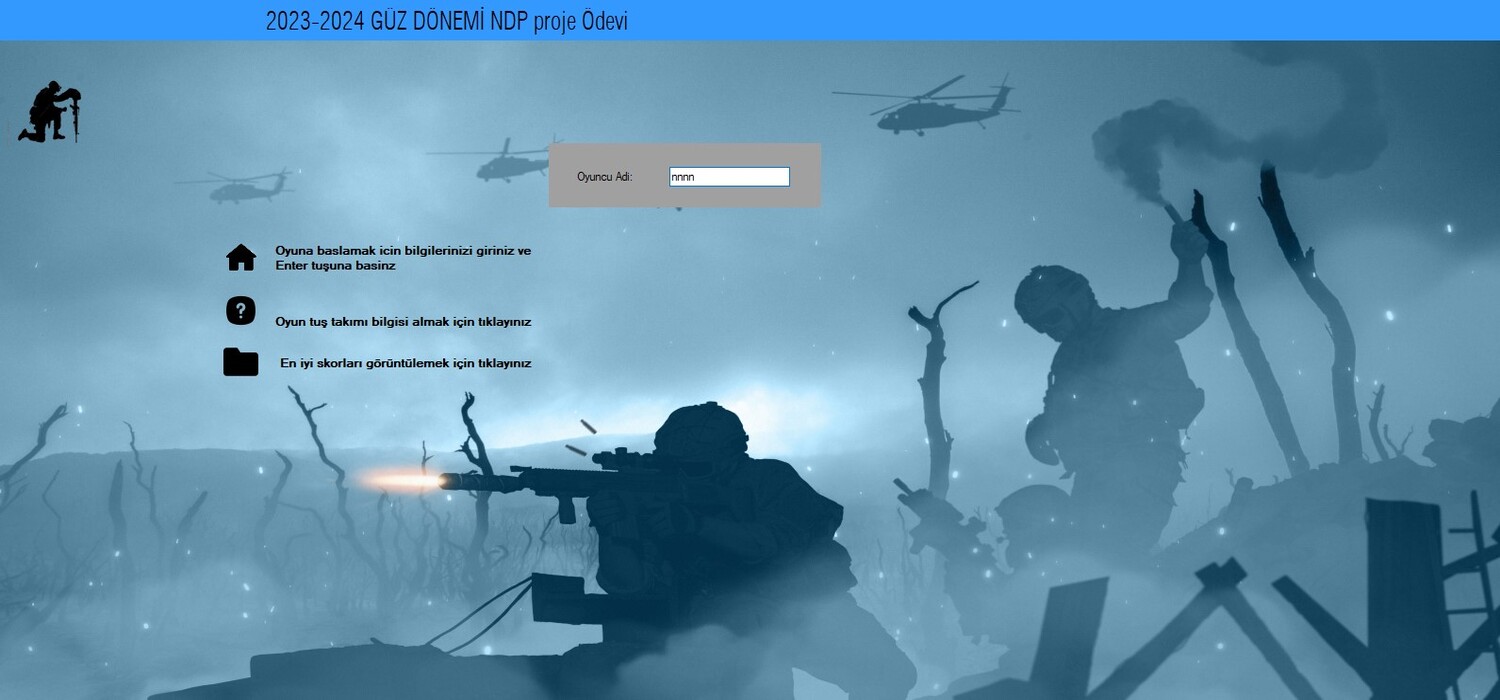 2023-2024 GÜZ DÖNEMİ NDP proje Ödevi
Oyuncu Adi: nnnn
Oyuna baslamak icin bilgilerinizi giriniz ve
Enter tuşuna basinz
?
Oyun tuş takımı bilgisi almak için tıklayınız
En iyi skorları görüntülemek için tıklayınız